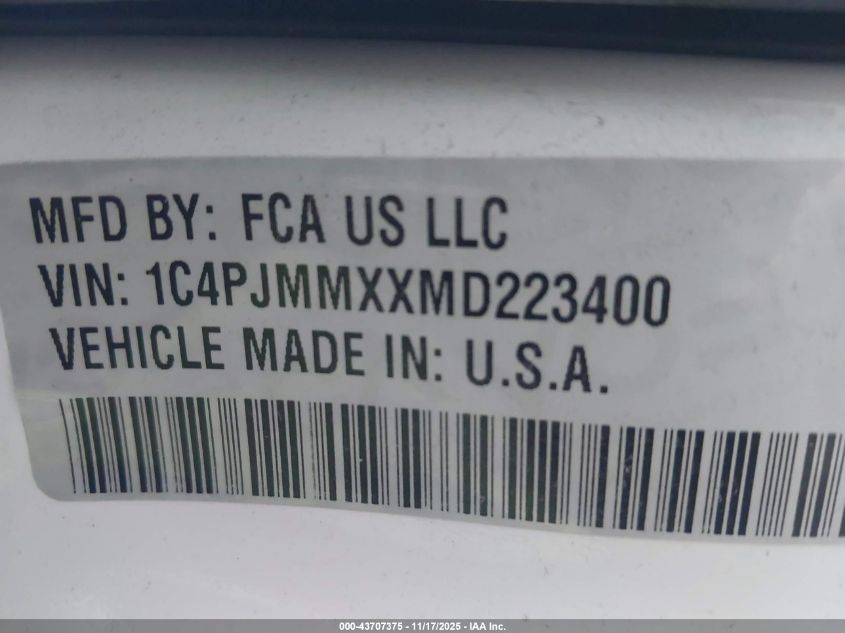 MFD BY: FCA US LLC
VIN: 1C4PJMMXXMD223400
VEHICLE MADE IN: U.S.A.
000-43707375 - 11/17/2025 - IAA Inc.